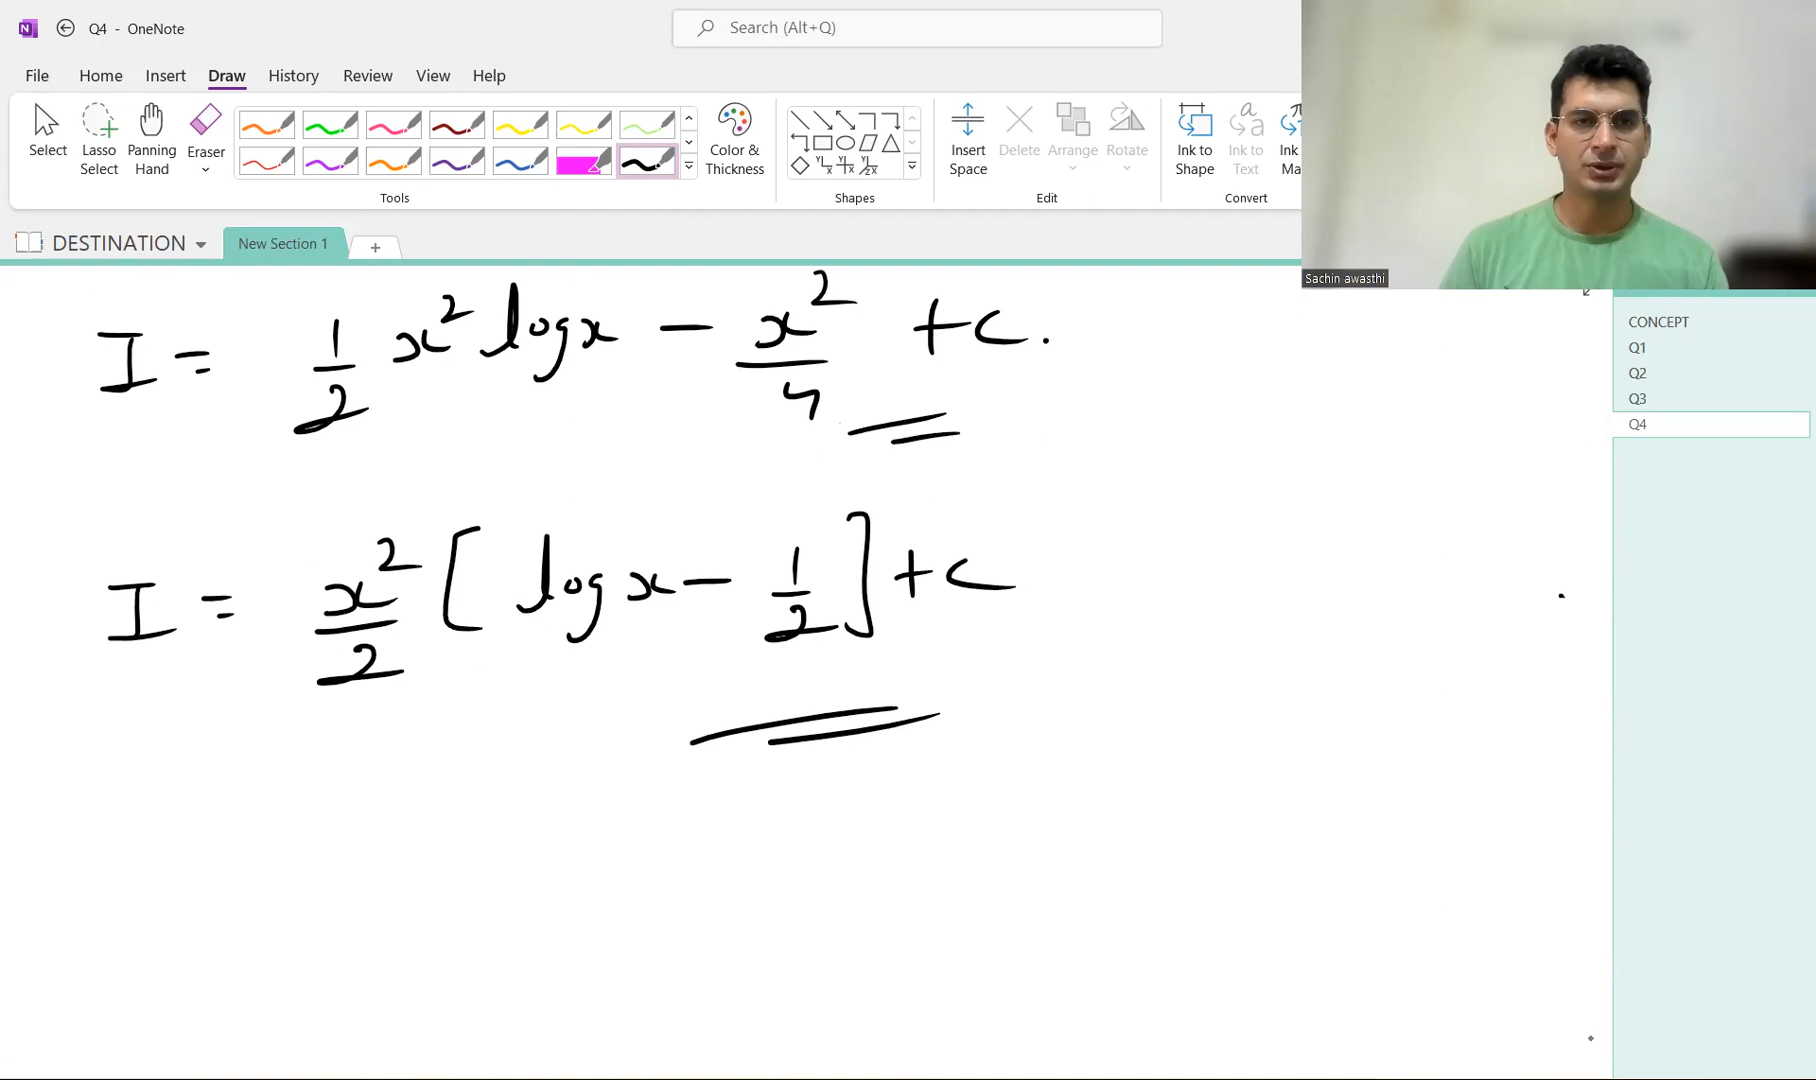 Q4 - OneNote
Search (Alt+Q)
File Home Insert Draw History Review View Help
Select
Lasso Select
Panning Hand
Eraser
Color & Thickness
Insert Space
Delete
Arrange
Rotate
Ink to Shape
Ink to Text
Ink Ma
Tools
Shapes
Edit
Convert
DESTINATION
New Section 1
+
Sachin awasthi
CONCEPT
Q1
Q2
Q3
Q4
I = 1/2 x² log x - x²/4 + c.
I = x²/2 [ log x - 1/2 ] + c